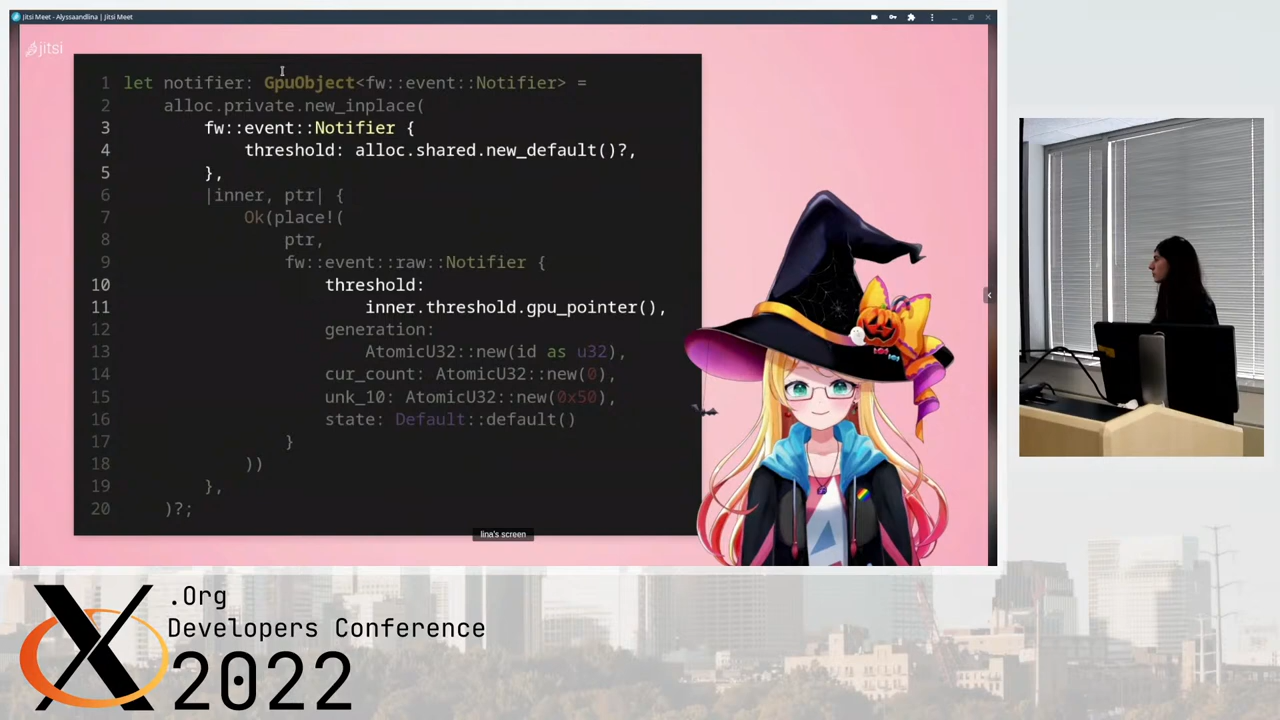 Jitsi Meet - Alyssaandlina | Jitsi Meet
jitsi
1 let notifier: GpuObject<fw::event::Notifier> =
2 alloc.private.new_inplace(
3 fw::event::Notifier {
4 threshold: alloc.shared.new_default()?,
5 },
6 |inner, ptr| {
7 Ok(place!(
8 ptr,
9 fw::event::raw::Notifier {
10 threshold:
11 inner.threshold.gpu_pointer(),
12 generation:
13 AtomicU32::new(id as u32),
14 cur_count: AtomicU32::new(0),
15 unk_10: AtomicU32::new(0x50),
16 state: Default::default()
17 }
18 ))
19 },
20 )?;
lina's screen
X.Org
Developers Conference
2022